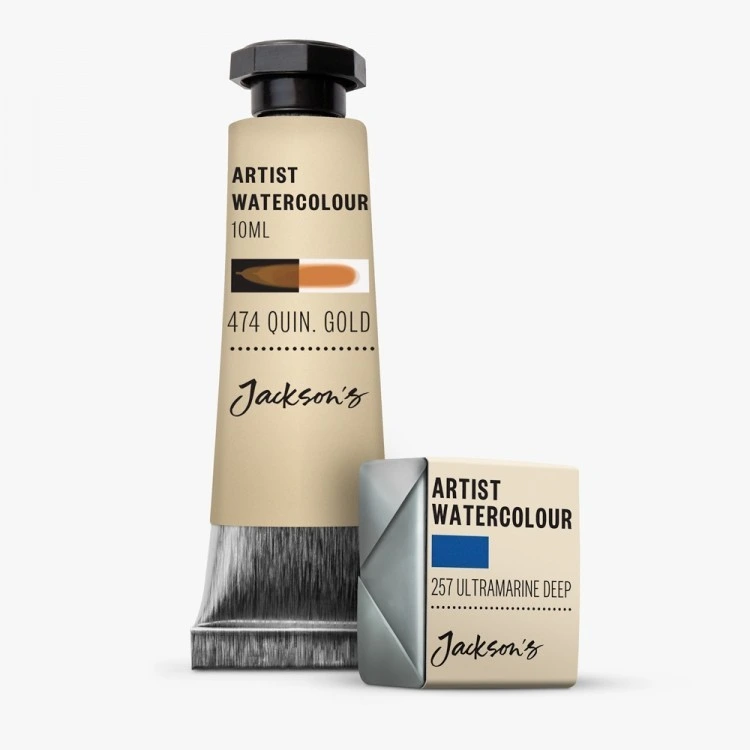 ARTIST
WATERCOLOUR
10ML
474 QUIN. GOLD
Jackson's
ARTIST
WATERCOLOUR
257 ULTRAMARINE DEEP
Jackson's